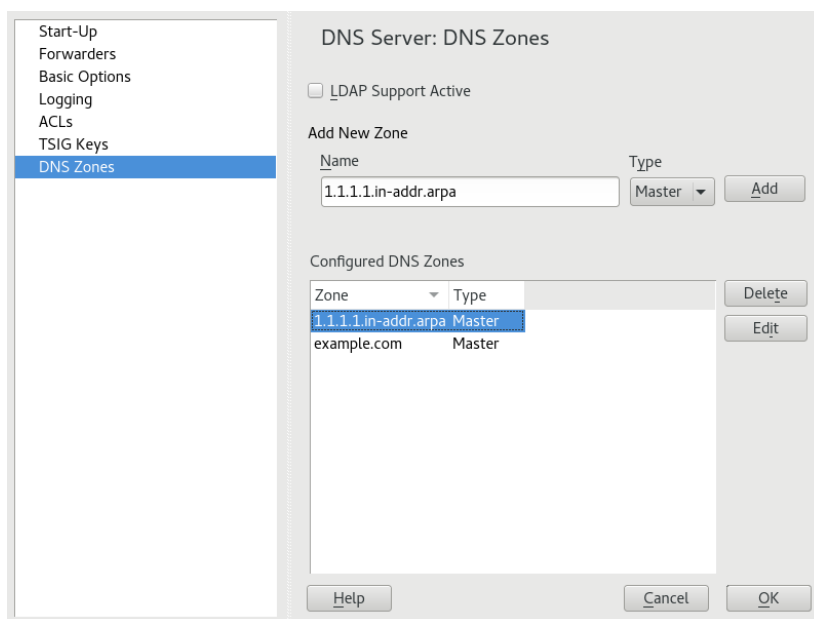 Start-Up
Forwarders
Basic Options
Logging
ACLs
TSIG Keys
DNS Zones
DNS Server: DNS Zones
LDAP Support Active
Add New Zone
Name Type
1.1.1.1.in-addr.arpa Master Add
Configured DNS Zones
Zone Type
1.1.1.1.in-addr.arpa Master
example.com Master
Delete
Edit
Help Cancel OK